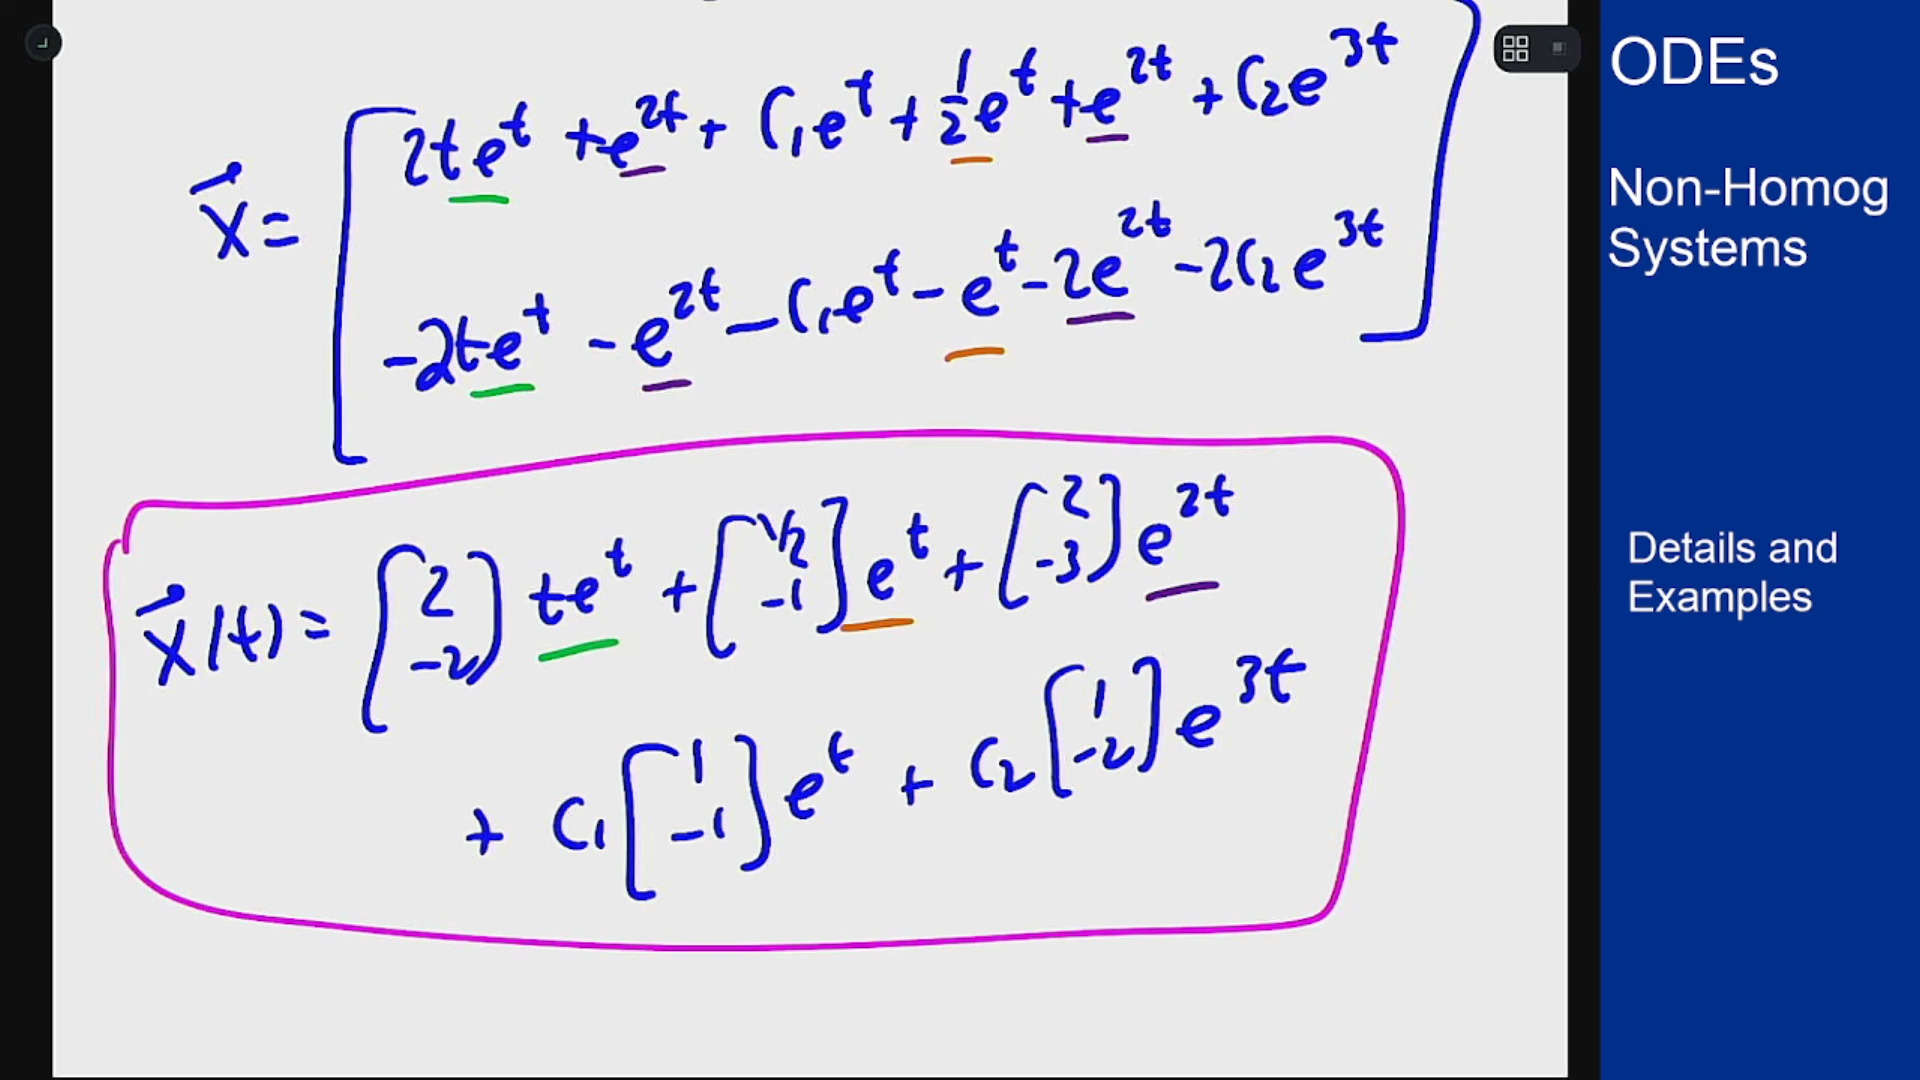 x⃗ = [2te^t + e^{2t} + C₁e^t + ½e^t + e^{2t} + C₂e^{3t}
-2te^t - e^{2t} - C₁e^t - e^t - 2e^{2t} - 2C₂e^{3t}]
x⃗(t) = [2 -2] te^t + [1/2 -1] e^t + [2 -3] e^{2t}
+ C₁ [1 -1] e^t + C₂ [1 -2] e^{3t}
ODEs
Non-Homog
Systems
Details and
Examples